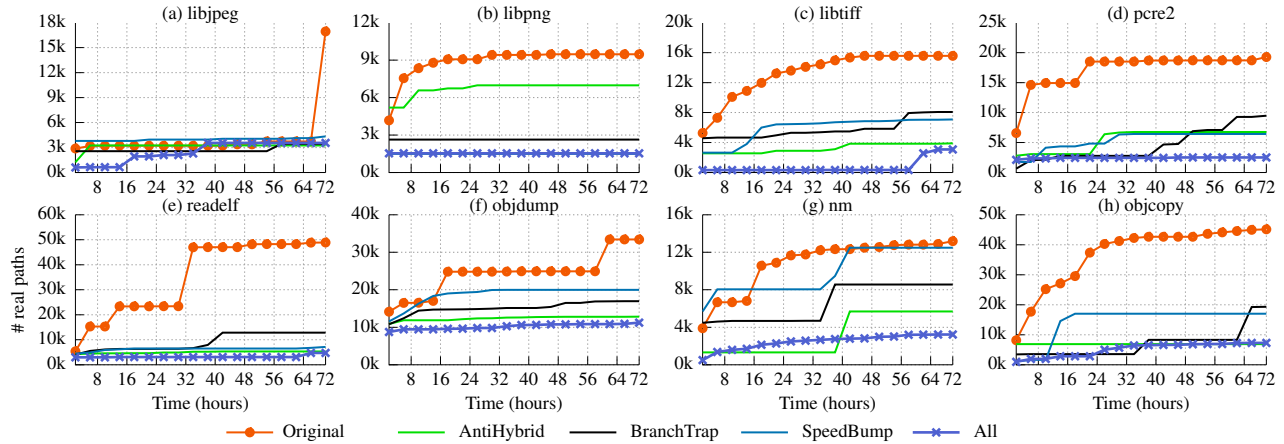 (a) libjpeg
18k
15k
12k
9k
6k
3k
0k
8 16 24 32 40 48 56 64 72
(b) libpng
12k
9k
6k
3k
0k
8 16 24 32 40 48 56 64 72
(c) libtiff
20k
16k
12k
8k
4k
0k
8 16 24 32 40 48 56 64 72
(d) pcre2
25k
20k
15k
10k
5k
0k
8 16 24 32 40 48 56 64 72
(e) readelf
60k
50k
40k
30k
20k
10k
0k
8 16 24 32 40 48 56 64 72
# real paths
Time (hours)
(f) objdump
40k
30k
20k
10k
0k
8 16 24 32 40 48 56 64 72
Time (hours)
(g) nm
16k
12k
8k
4k
0k
8 16 24 32 40 48 56 64 72
Time (hours)
(h) objcopy
50k
40k
30k
20k
10k
0k
8 16 24 32 40 48 56 64 72
Time (hours)
Original AntiHybrid BranchTrap SpeedBump All